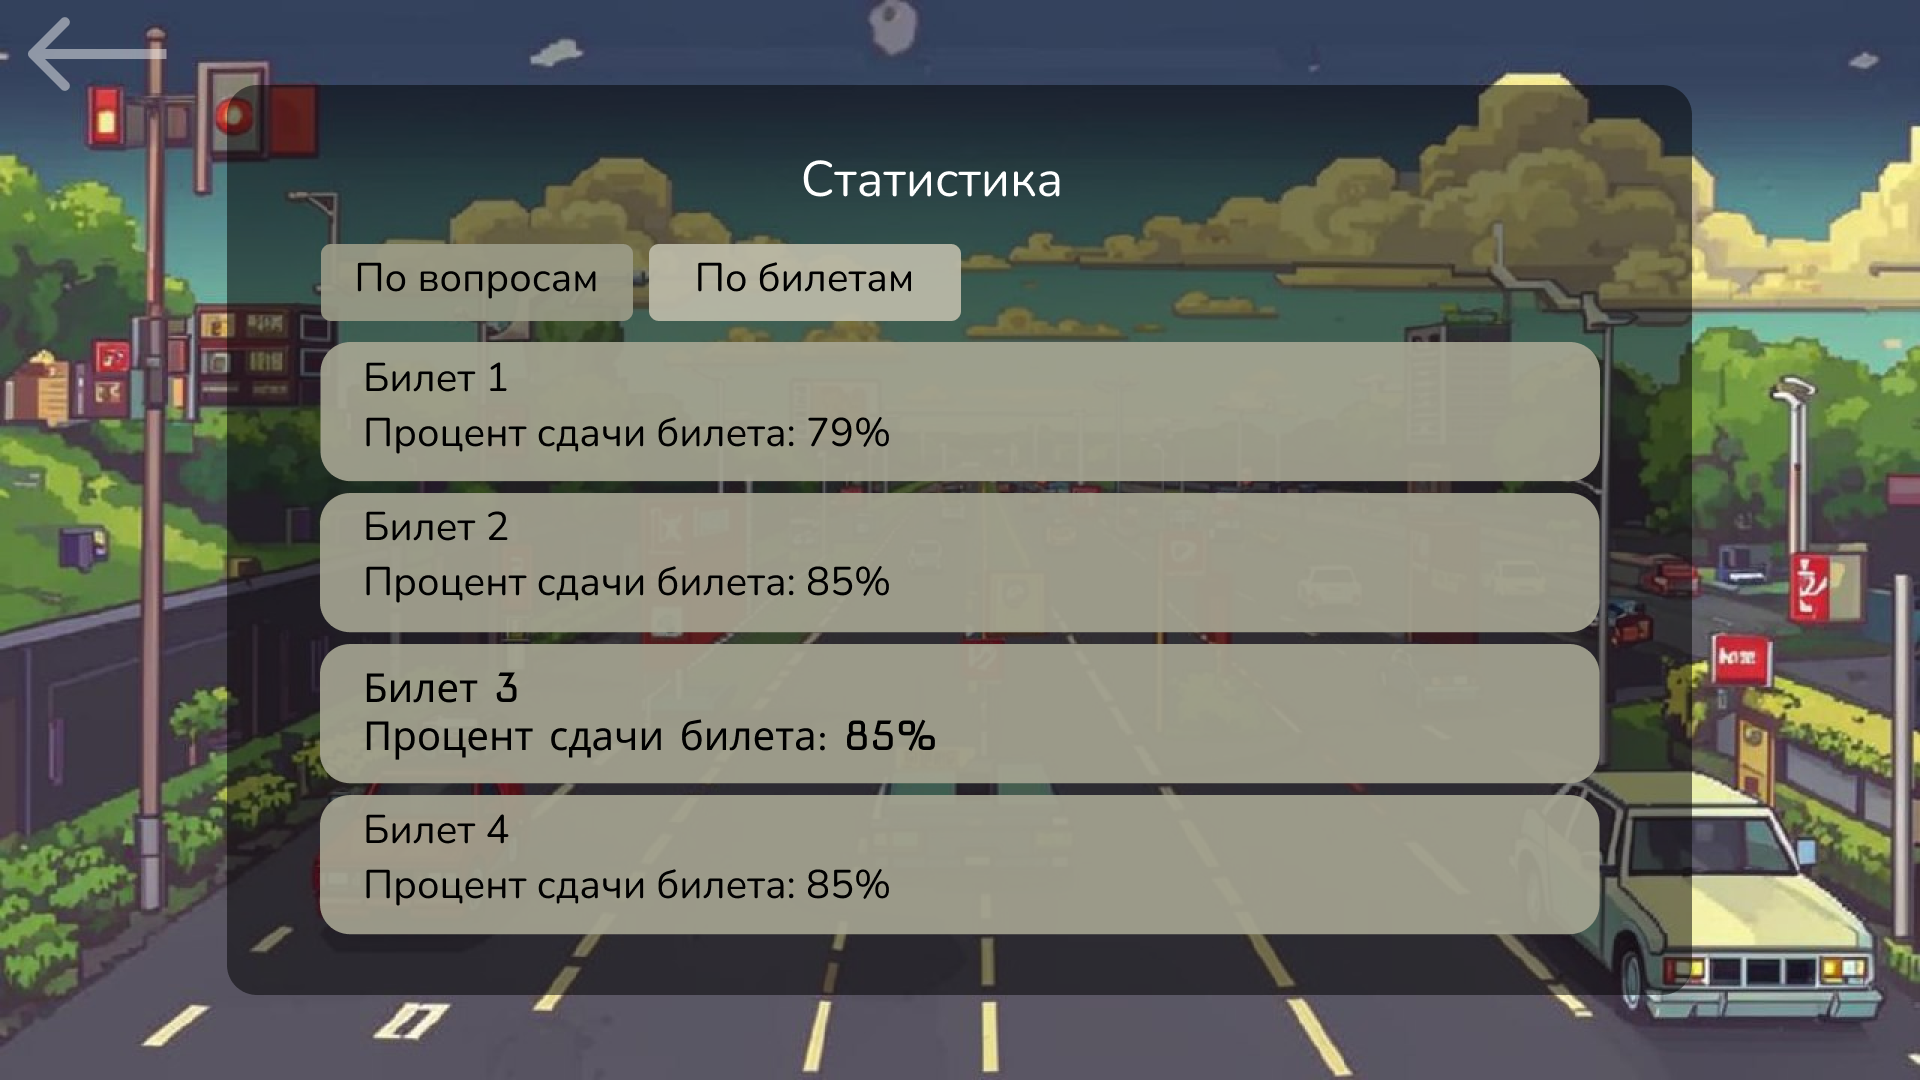 Статистика
По вопросам
По билетам
Билет 1
Процент сдачи билета: 79%
Билет 2
Процент сдачи билета: 85%
Билет 3
Процент сдачи билета: 85%
Билет 4
Процент сдачи билета: 85%